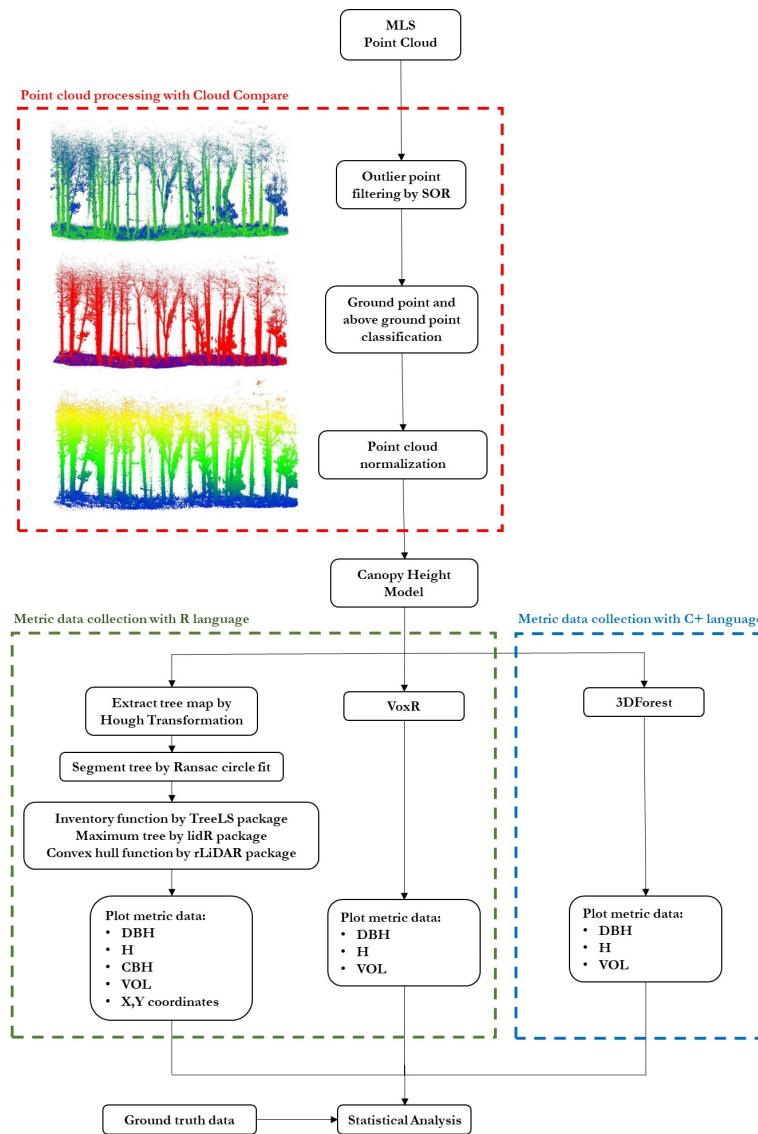 MLS
Point Cloud
Point cloud processing with Cloud Compare
Outlier point
filtering by SOR
Ground point and
above ground point
classification
Point cloud
normalization
Canopy Height
Model
Metric data collection with R language
Metric data collection with C+ language
Extract tree map by
Hough Transformation
VoxR
3DForest
Segment tree by Ransac circle fit
Inventory function by TreeLS package
Maximum tree by lidR package
Convex hull function by rLiDAR package
Plot metric data:
• DBH
• H
• CBH
• VOL
• X,Y coordinates
Plot metric data:
• DBH
• H
• VOL
Plot metric data:
• DBH
• H
• VOL
Ground truth data
Statistical Analysis